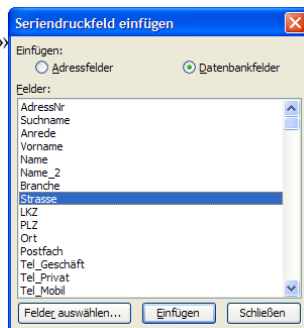 Seriendruckfeld einfügen
»
Einfügen:
Adressfelder Datenbankfelder
Felder:
AdressNr
Suchname
Anrede
Vorname
Name
Name_2
Branche
Strasse
LKZ
PLZ
Ort
Postfach
Tel_Geschäft
Tel_Privat
Tel_Mobil
Felder auswählen... Einfügen Schließen